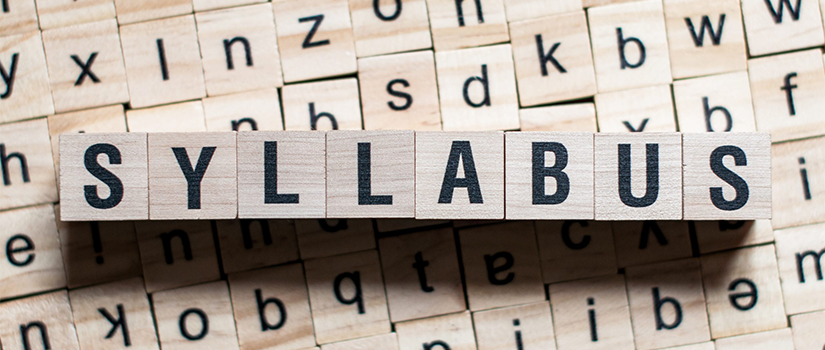 y x l n z o n
n b s d k b w w
h
y b f
SYLLABUS
i
e n
n k o b q t a c
p i i b e m